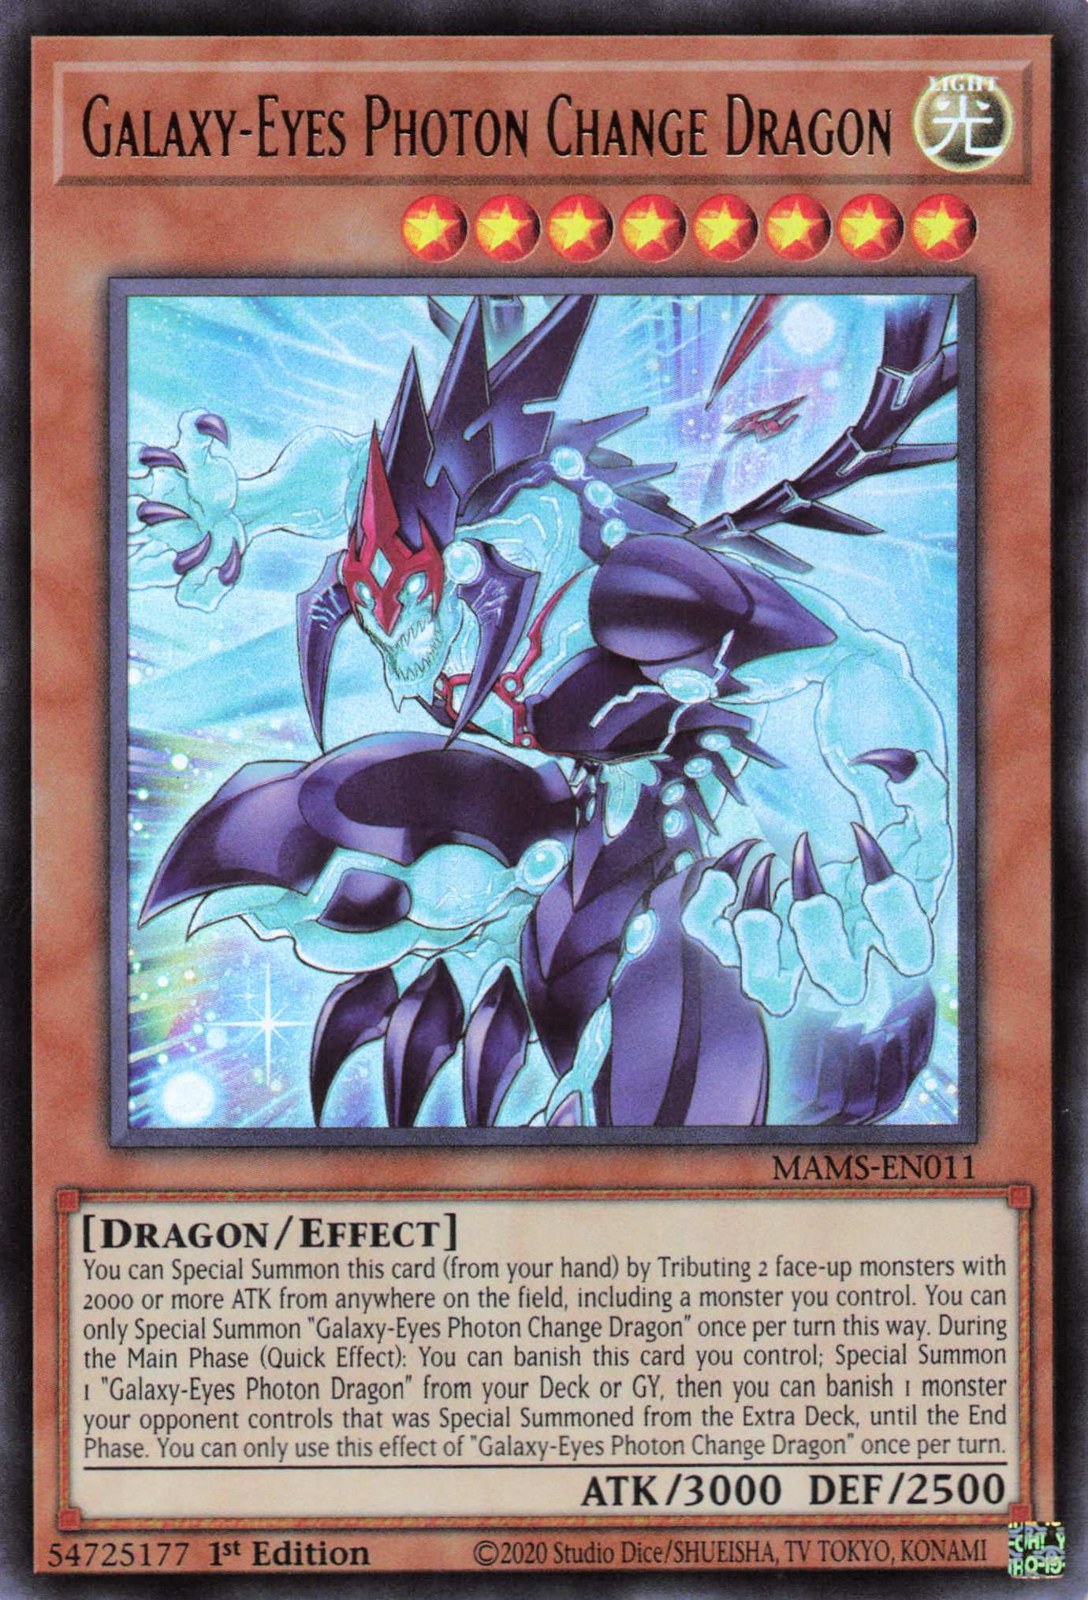 GALAXY-EYES PHOTON CHANGE DRAGON
LIGHT
光
MAMS-EN011
[DRAGON/EFFECT]
You can Special Summon this card (from your hand) by Tributing 2 face-up monsters with
2000 or more ATK from anywhere on the field, including a monster you control. You can
only Special Summon "Galaxy-Eyes Photon Change Dragon" once per turn this way. During
the Main Phase (Quick Effect): You can banish this card you control; Special Summon
1 "Galaxy-Eyes Photon Dragon" from your Deck or GY, then you can banish 1 monster
your opponent controls that was Special Summoned from the Extra Deck, until the End
Phase. You can only use this effect of "Galaxy-Eyes Photon Change Dragon" once per turn.
ATK/3000 DEF/2500
54725177 1st Edition
©2020 Studio Dice/SHUEISHA, TV TOKYO, KONAMI